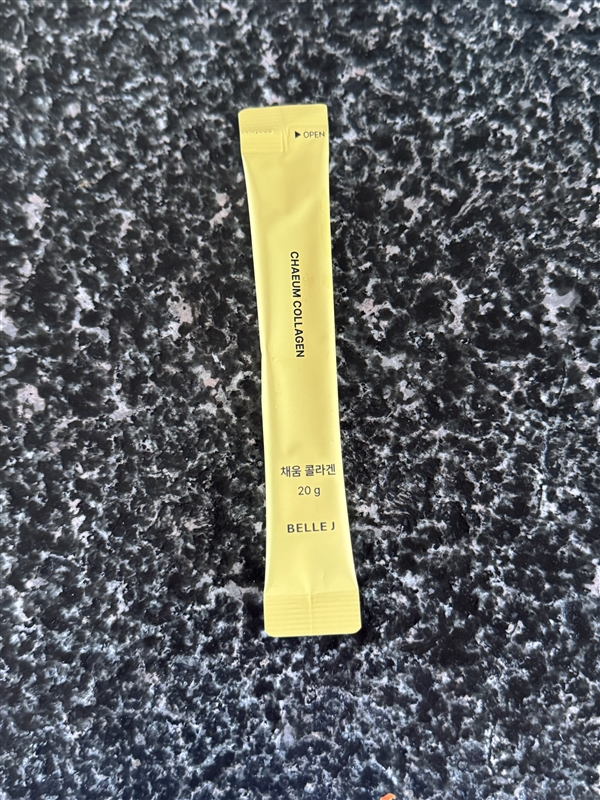 ▶ OPEN
CHAEUM COLLAGEN
채움 콜라겐
20 g
BELLE J